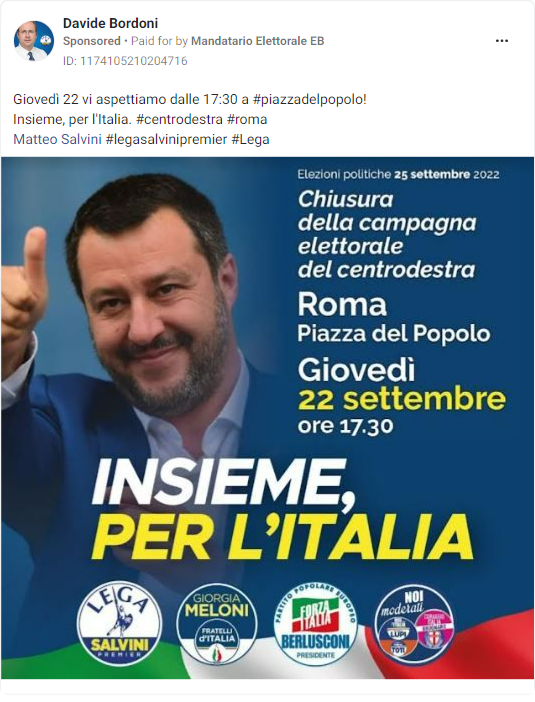 Davide Bordoni
Sponsored • Paid for by Mandatario Elettorale EB
ID: 1174105210204716
Giovedì 22 vi aspettiamo dalle 17:30 a #piazzadelpopolo!
Insieme, per l'Italia. #centrodestra #roma
Matteo Salvini #legasalvinipremier #Lega
Elezioni politiche 25 settembre 2022
Chiusura
della campagna
elettorale
del centrodestra
Roma
Piazza del Popolo
Giovedì
22 settembre
ore 17.30
INSIEME,
PER L'ITALIA
LEGA
SALVINI
PREMIER
GIORGIA
MELONI
FRATELLI
d'ITALIA
PARTITO POPOLARE EUROPEO
FORZA
ITALIA
BERLUSCONI
PRESIDENTE
NOI
moderati
LUPI
TOTI
CORAGGIO
ITALIA
BRUGNARO